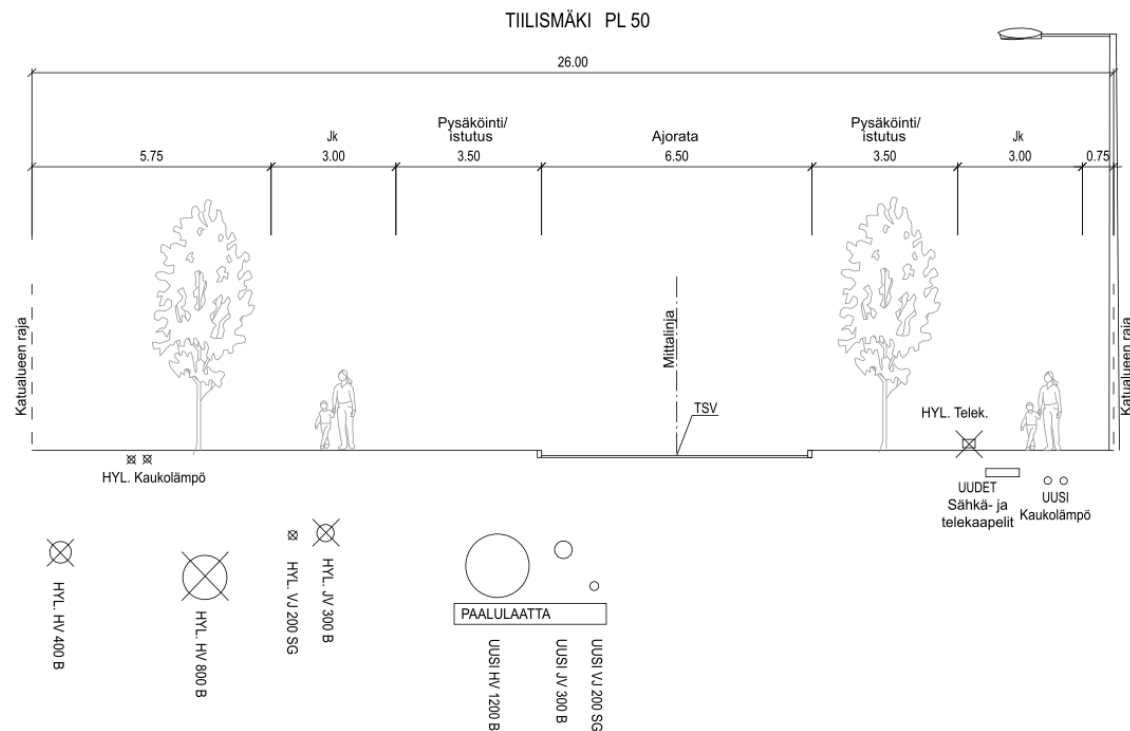 TIILISMÄKI PL 50
26.00
Jk
Pysäköinti/
istutus
Ajorata
Pysäköinti/
istutus
Jk
5.75
3.00
3.50
6.50
3.50
3.00
0.75
Katualueen raja
Mittalinja
Katualueen raja
TSV
HYL. Telek.
HYL. Kaukolämpö
UUDET
Sähkä- ja
telekaapelit
UUSI
Kaukolämpö
HYL. HV 400 B
HYL. HV 800 B
HYL. VJ 200 SG
HYL. JV 300 B
PAALULAATTA
UUSI HV 1200 B
UUSI JV 300 B
UUSI VJ 200 SG